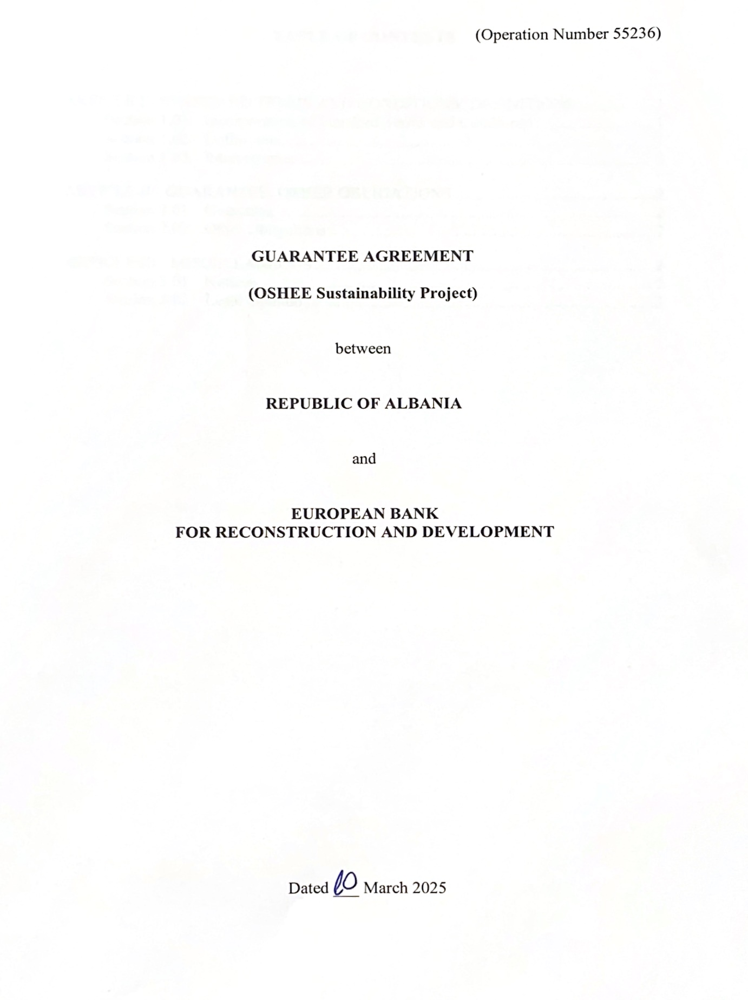 (Operation Number 55236)
GUARANTEE AGREEMENT
(OSHEE Sustainability Project)
between
REPUBLIC OF ALBANIA
and
EUROPEAN BANK
FOR RECONSTRUCTION AND DEVELOPMENT
Dated 10 March 2025